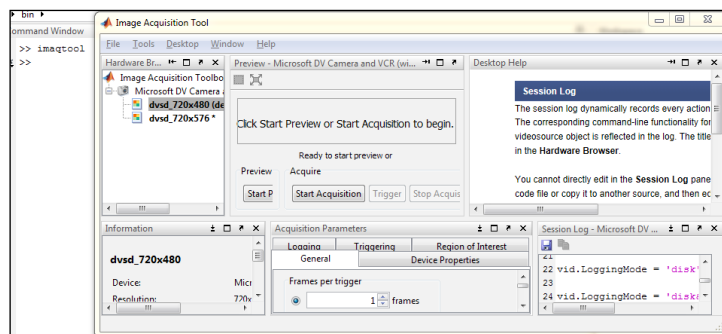 bin
ommand Window
>> imaqtool
>>
Image Acquisition Tool
File Tools Desktop Window Help
Hardware Br...
Image Acquisition Toolbo
Microsoft DV Camera a
dvsd_720x480 (de
dvsd_720x576 *
Preview - Microsoft DV Camera and VCR (wi...
Click Start Preview or Start Acquisition to begin.
Ready to start preview or
Preview
Acquire
Start P
Start Acquisition
Trigger
Stop Acquis
Desktop Help
Session Log
The session log dynamically records every action
The corresponding command-line functionality for
videosource object is reflected in the log. The title
in the Hardware Browser.
You cannot directly edit in the Session Log pane
code file or copy it to another source, and then ec
Information
dvsd_720x480
Device: Micr
Resolution: 720x
Acquisition Parameters
Logging Triggering Region of Interest
General Device Properties
Frames per trigger
1 frames
Session Log - Microsoft DV ...
21
22 vid.LoggingMode = 'disk'
23
24 vid.LoggingMode = 'diska